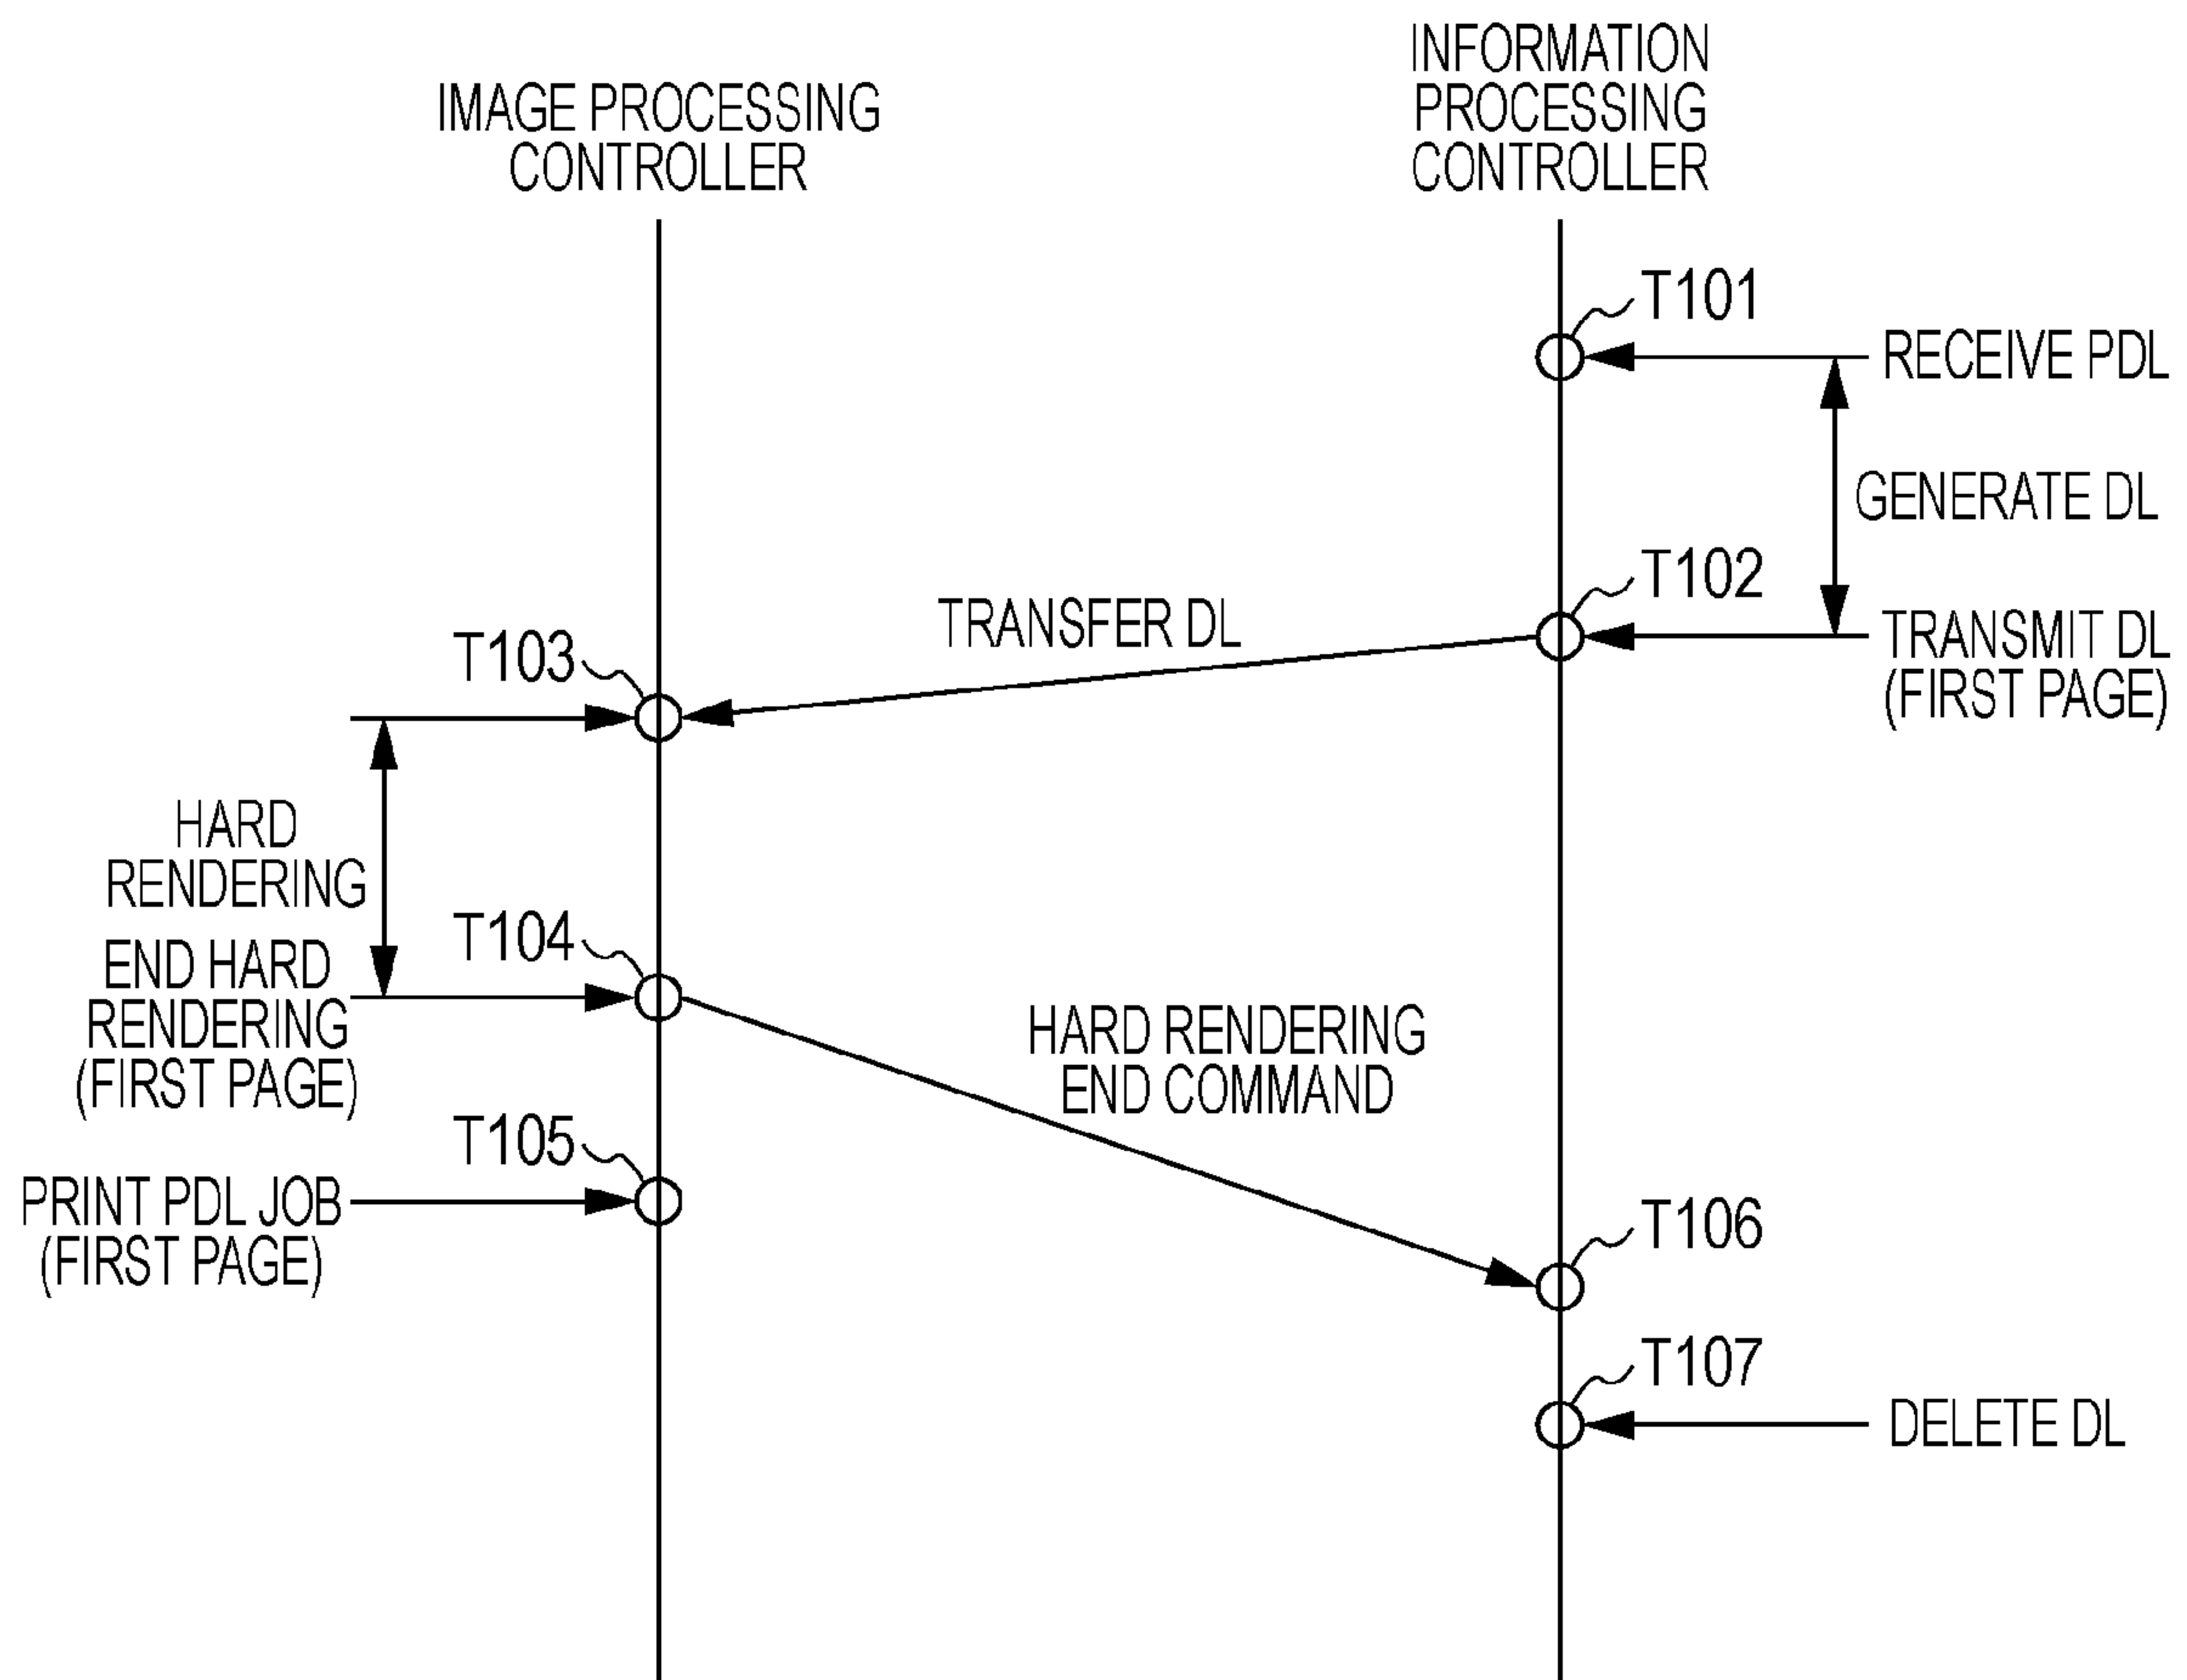 IMAGE PROCESSING
CONTROLLER
INFORMATION
PROCESSING
CONTROLLER
T101
RECEIVE PDL
GENERATE DL
T102
TRANSMIT DL
(FIRST PAGE)
TRANSFER DL
T103
HARD
RENDERING
T104
END HARD
RENDERING
(FIRST PAGE)
HARD RENDERING
END COMMAND
T105
PRINT PDL JOB
(FIRST PAGE)
T106
T107
DELETE DL